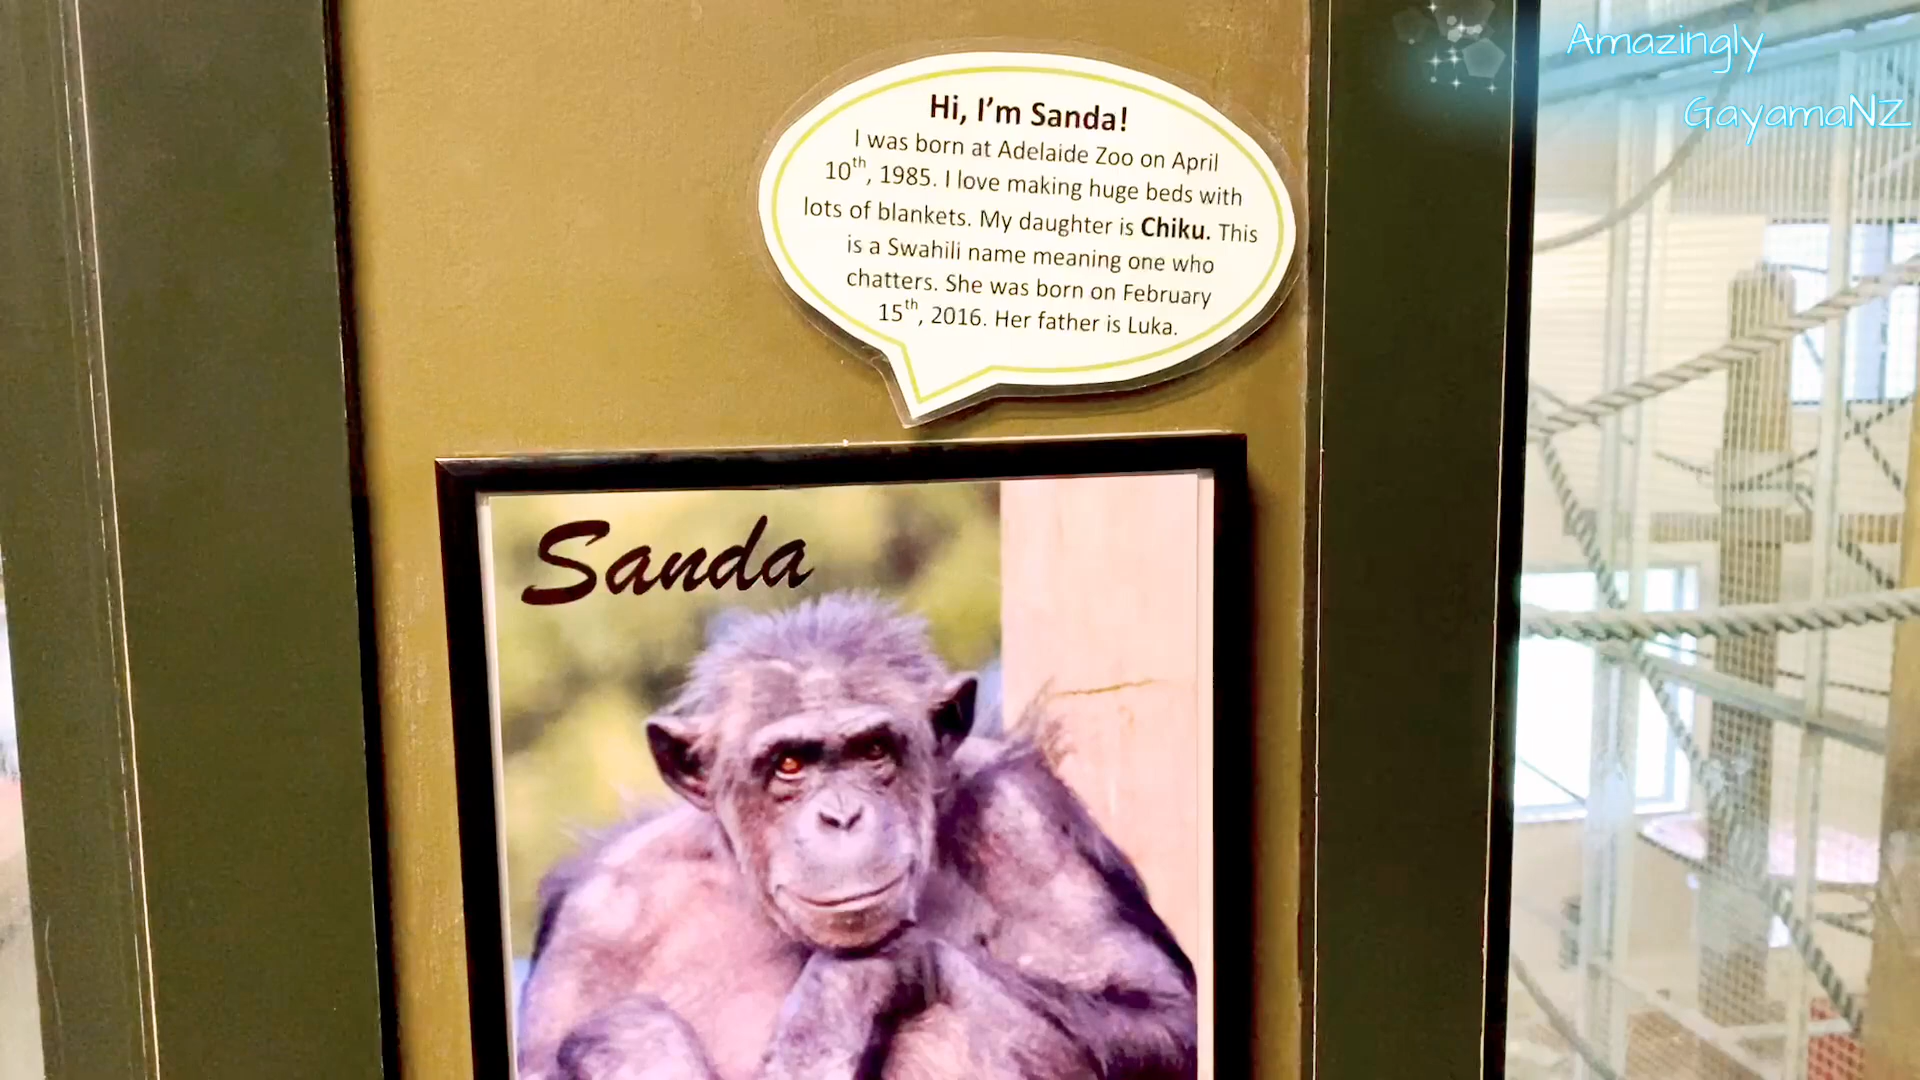 Amazingly
GayamaNZ
Hi, I'm Sanda!
I was born at Adelaide Zoo on April
10th, 1985. I love making huge beds with
lots of blankets. My daughter is Chiku. This
is a Swahili name meaning one who
chatters. She was born on February
15th, 2016. Her father is Luka.
Sanda